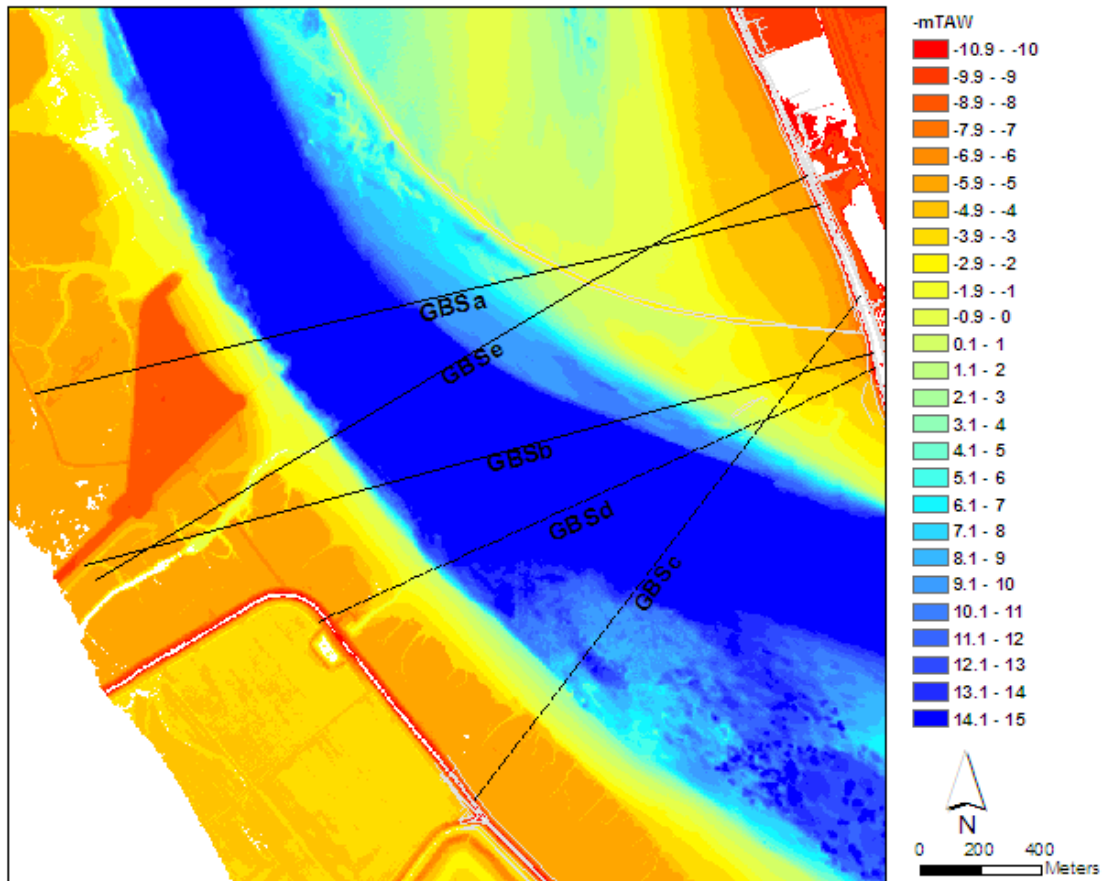 -mTAW
-10.9 - -10
-9.9 - -9
-8.9 - -8
-7.9 - -7
-6.9 - -6
-5.9 - -5
-4.9 - -4
-3.9 - -3
-2.9 - -2
-1.9 - -1
-0.9 - 0
0.1 - 1
1.1 - 2
2.1 - 3
3.1 - 4
4.1 - 5
5.1 - 6
6.1 - 7
7.1 - 8
8.1 - 9
9.1 - 10
10.1 - 11
11.1 - 12
12.1 - 13
13.1 - 14
14.1 - 15
GBSa
GBSe
GBSb
GBSd
GBSc
N
0 200 400
Meters